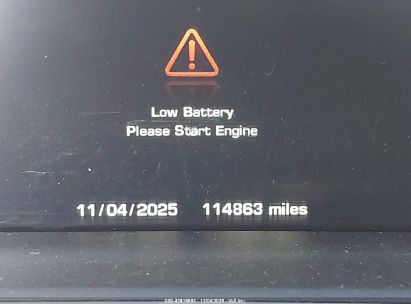 Low Battery
Please Start Engine
11/04/2025 114863 miles